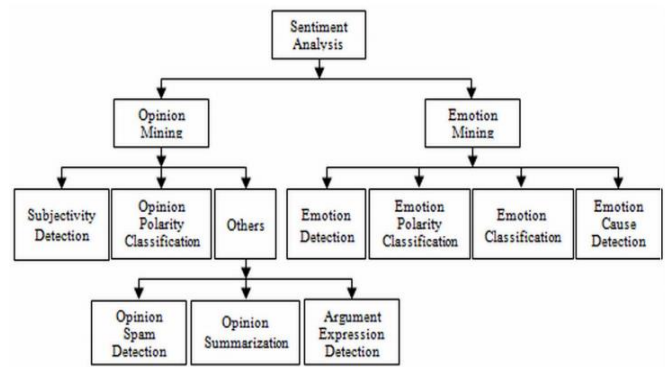 Sentiment
Analysis
Opinion
Mining
Emotion
Mining
Subjectivity
Detection
Opinion
Polarity
Classification
Others
Emotion
Detection
Emotion
Polarity
Classification
Emotion
Classification
Emotion
Cause
Detection
Opinion
Spam
Detection
Opinion
Summarization
Argument
Expression
Detection